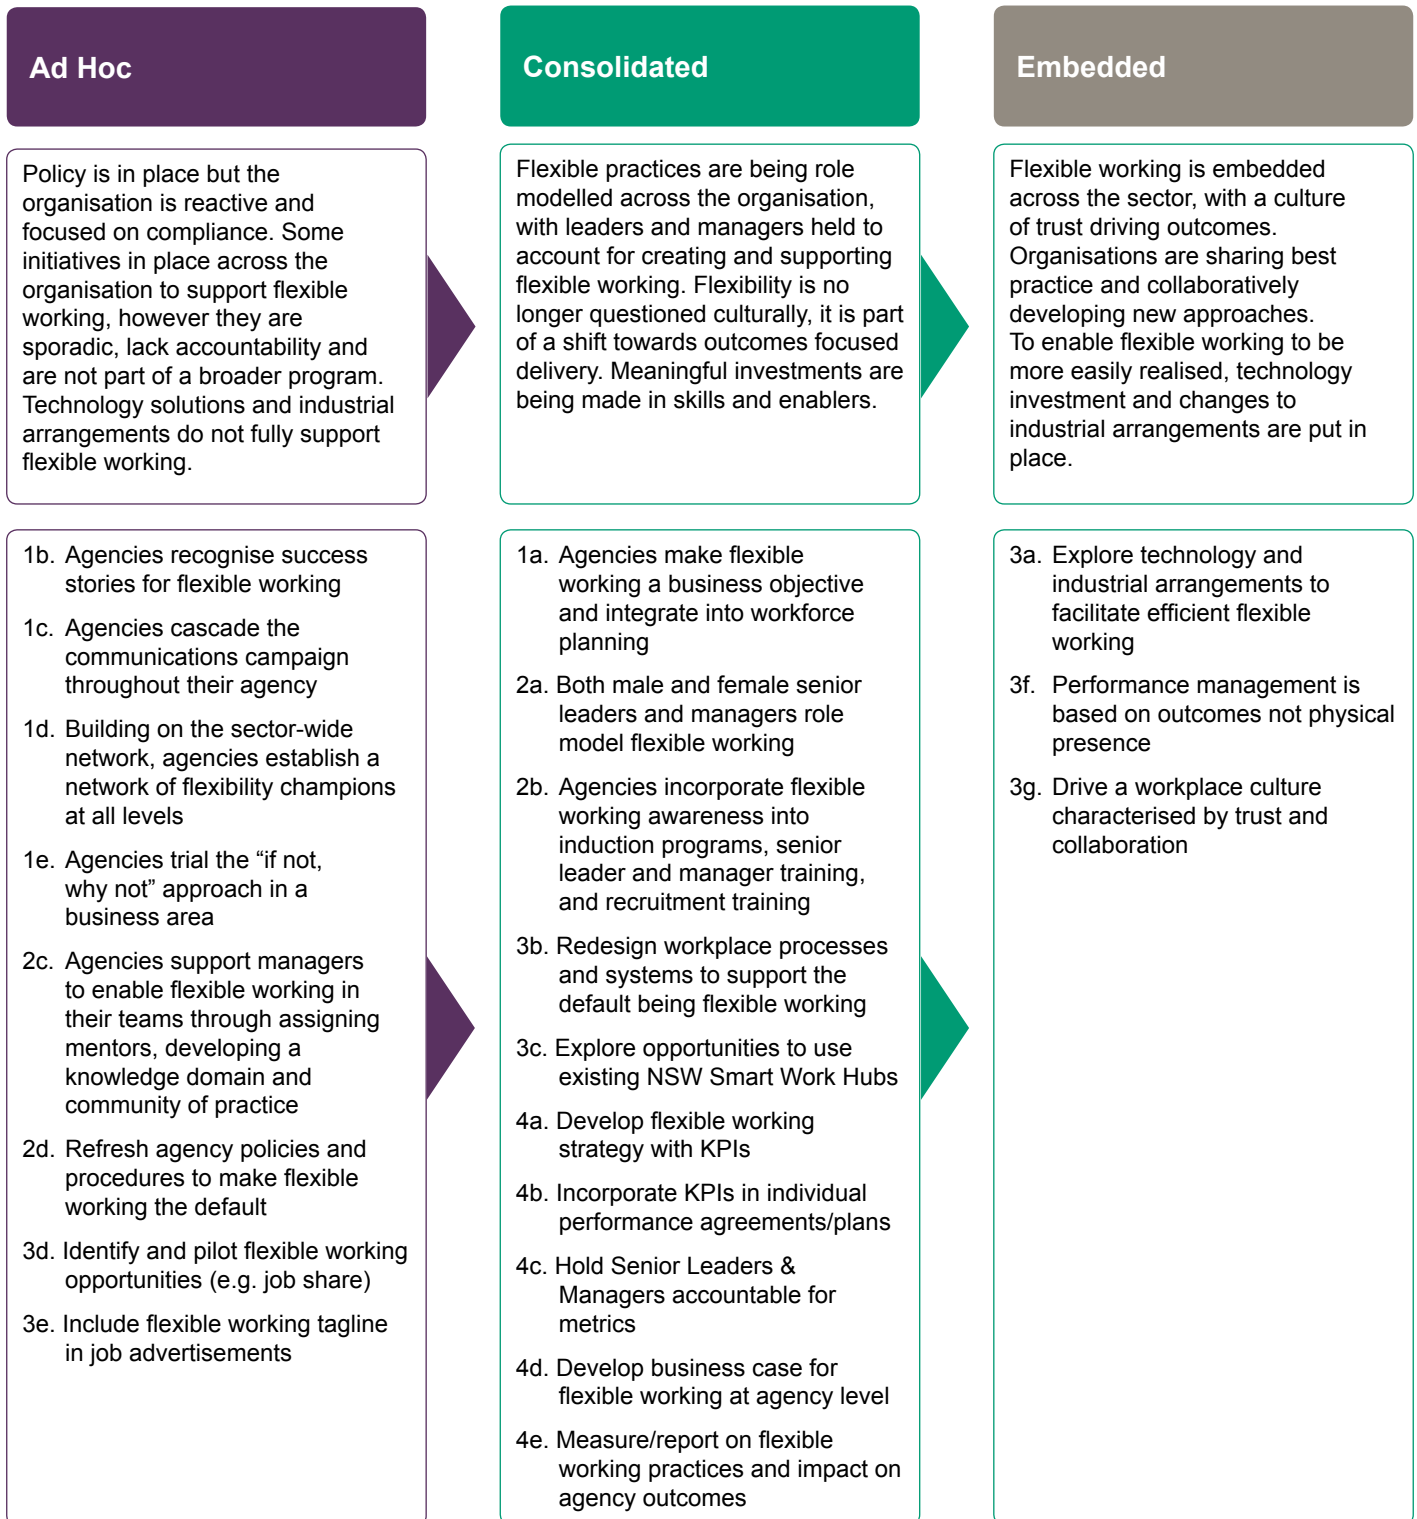 Ad Hoc
Policy is in place but the
organisation is reactive and
focused on compliance. Some
initiatives in place across the
organisation to support flexible
working, however they are
sporadic, lack accountability and
are not part of a broader program.
Technology solutions and industrial
arrangements do not fully support
flexible working.
1b. Agencies recognise success
stories for flexible working
1c. Agencies cascade the
communications campaign
throughout their agency
1d. Building on the sector-wide
network, agencies establish a
network of flexibility champions
at all levels
1e. Agencies trial the “if not,
why not” approach in a
business area
2c. Agencies support managers
to enable flexible working in
their teams through assigning
mentors, developing a
knowledge domain and
community of practice
2d. Refresh agency policies and
procedures to make flexible
working the default
3d. Identify and pilot flexible working
opportunities (e.g. job share)
3e. Include flexible working tagline
in job advertisements
Consolidated
Flexible practices are being role
modelled across the organisation,
with leaders and managers held to
account for creating and supporting
flexible working. Flexibility is no
longer questioned culturally, it is part
of a shift towards outcomes focused
delivery. Meaningful investments are
being made in skills and enablers.
1a. Agencies make flexible
working a business objective
and integrate into workforce
planning
2a. Both male and female senior
leaders and managers role
model flexible working
2b. Agencies incorporate flexible
working awareness into
induction programs, senior
leader and manager training,
and recruitment training
3b. Redesign workplace processes
and systems to support the
default being flexible working
3c. Explore opportunities to use
existing NSW Smart Work Hubs
4a. Develop flexible working
strategy with KPIs
4b. Incorporate KPIs in individual
performance agreements/plans
4c. Hold Senior Leaders &
Managers accountable for
metrics
4d. Develop business case for
flexible working at agency level
4e. Measure/report on flexible
working practices and impact on
agency outcomes
Embedded
Flexible working is embedded
across the sector, with a culture
of trust driving outcomes.
Organisations are sharing best
practice and collaboratively
developing new approaches.
To enable flexible working to be
more easily realised, technology
investment and changes to
industrial arrangements are put in
place.
3a. Explore technology and
industrial arrangements to
facilitate efficient flexible
working
3f. Performance management is
based on outcomes not physical
presence
3g. Drive a workplace culture
characterised by trust and
collaboration